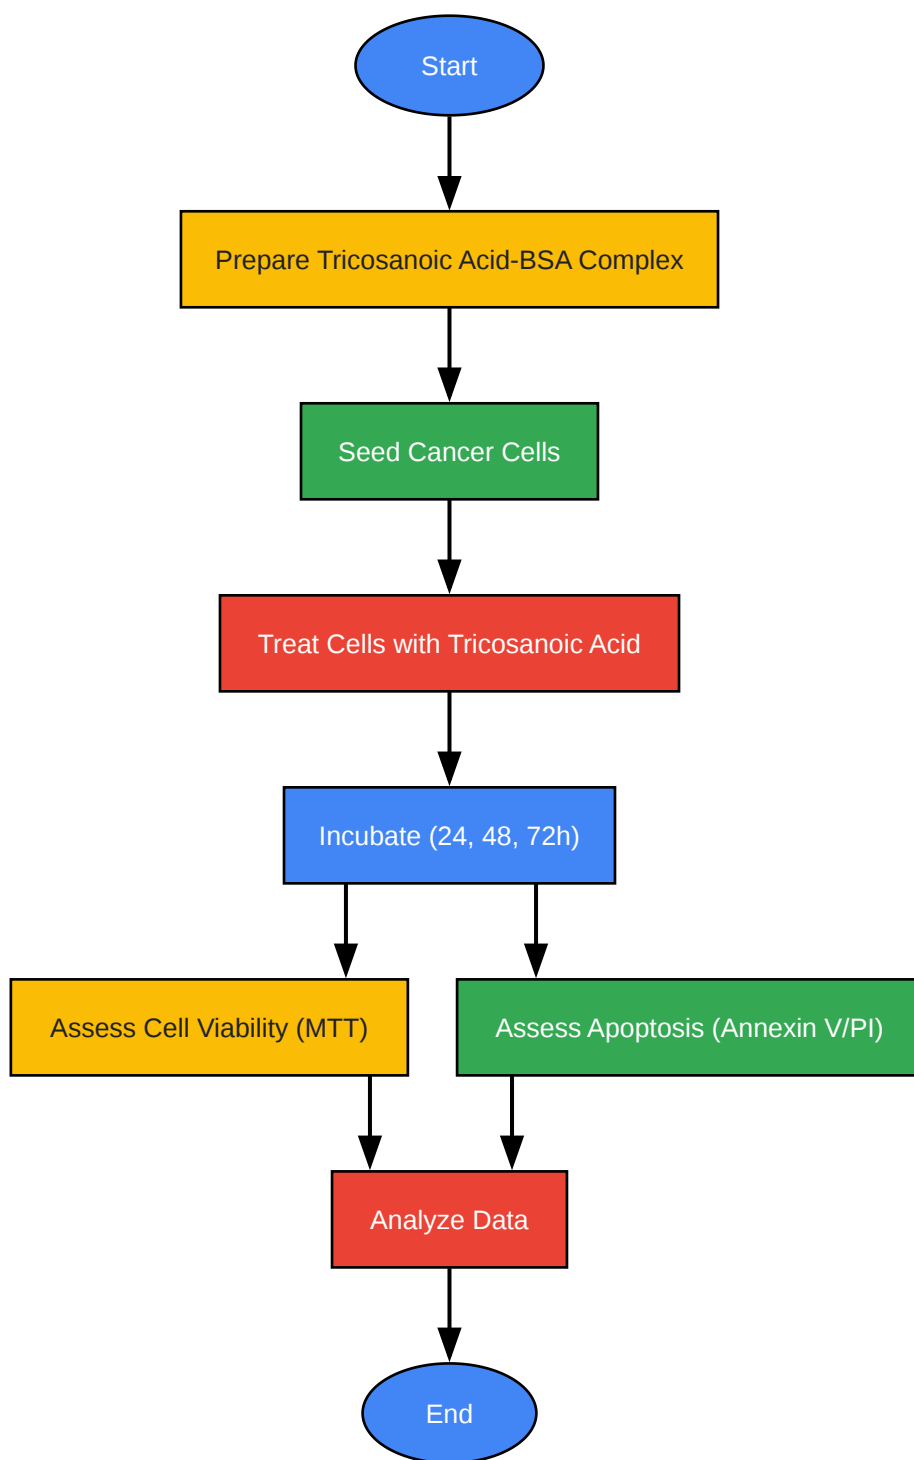 Start
Prepare Tricosanoic Acid-BSA Complex
Seed Cancer Cells
Treat Cells with Tricosanoic Acid
Incubate (24, 48, 72h)
Assess Cell Viability (MTT)
Assess Apoptosis (Annexin V/PI)
Analyze Data
End